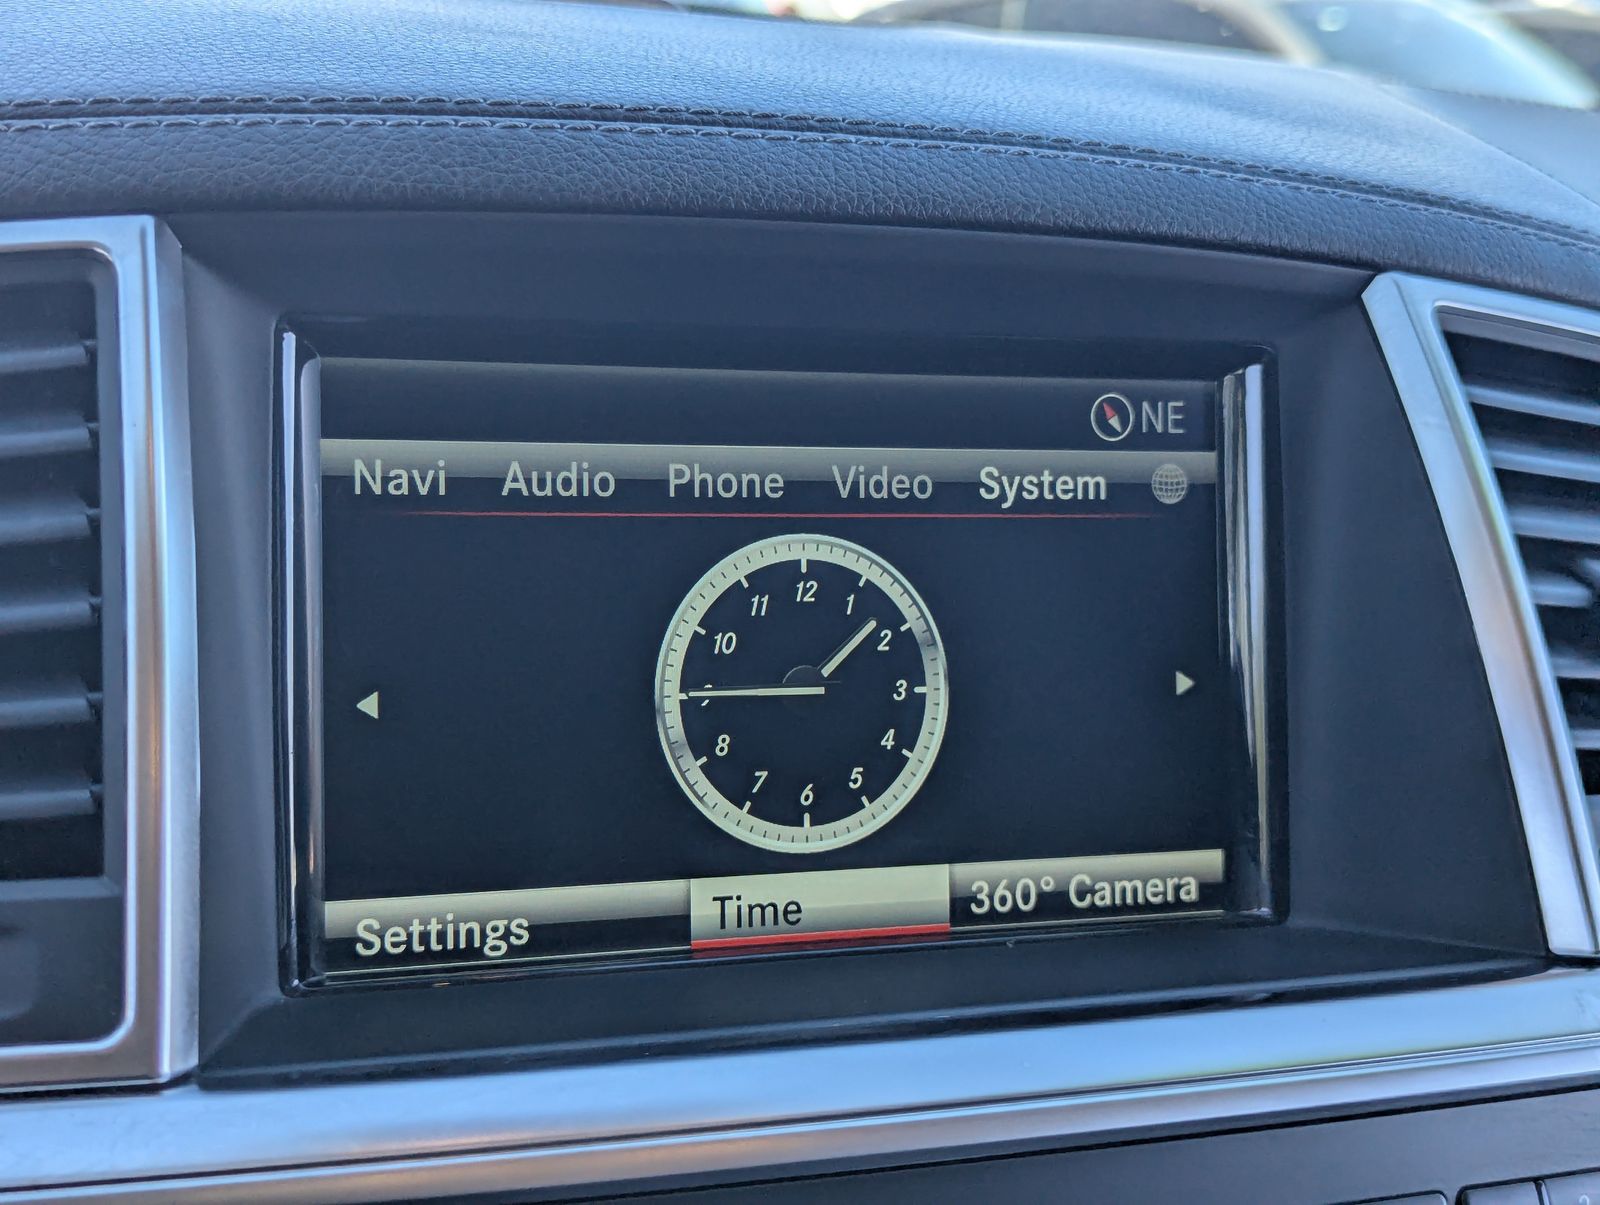 NE
Navi Audio Phone Video System
12
11 1
10 2
3
8 4
7 5
6
Settings Time 360° Camera